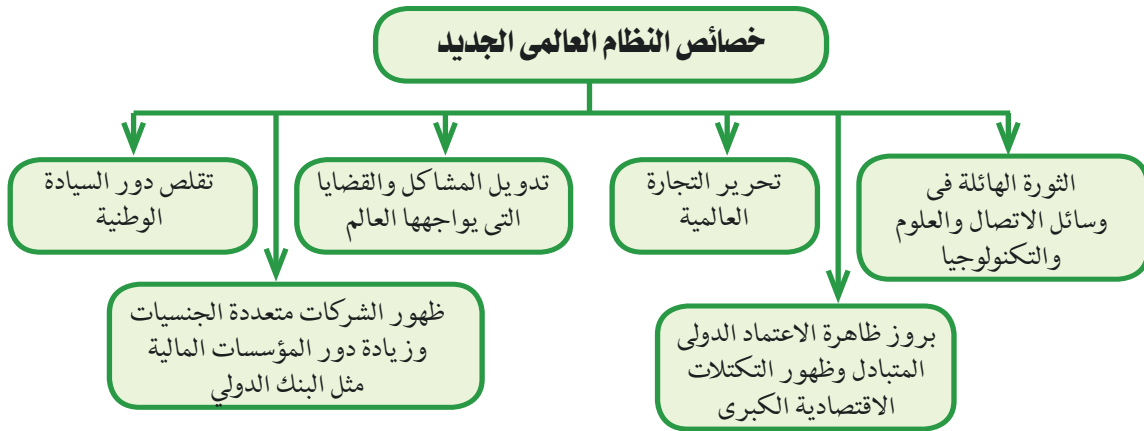 خصائص النظام العالمى الجديد
الثورة الهائلة فى
وسائل الاتصال والعلوم
والتكنولوجيا
بروز ظاهرة الاعتماد الدولى
المتبادل وظهور التكتلات
الاقتصادية الكبرى
تحرير التجارة
العالمية
تدويل المشاكل والقضايا
التى يواجهها العالم
ظهور الشركات متعددة الجنسيات
وزيادة دور المؤسسات المالية
مثل البنك الدولي
تقلص دور السيادة
الوطنية